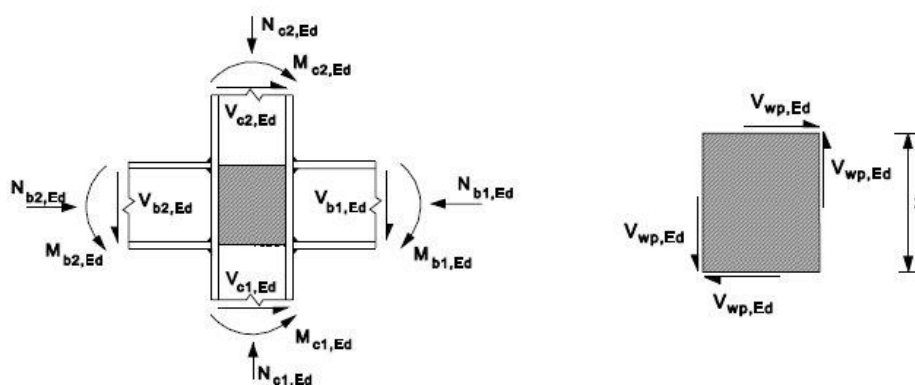 N c2,Ed
M c2,Ed
V c2,Ed
N b2,Ed
V b2,Ed
M b2,Ed
V b1,Ed
N b1,Ed
M b1,Ed
V c1,Ed
M c1,Ed
N c1,Ed
V wp,Ed
V wp,Ed
V wp,Ed
V wp,Ed